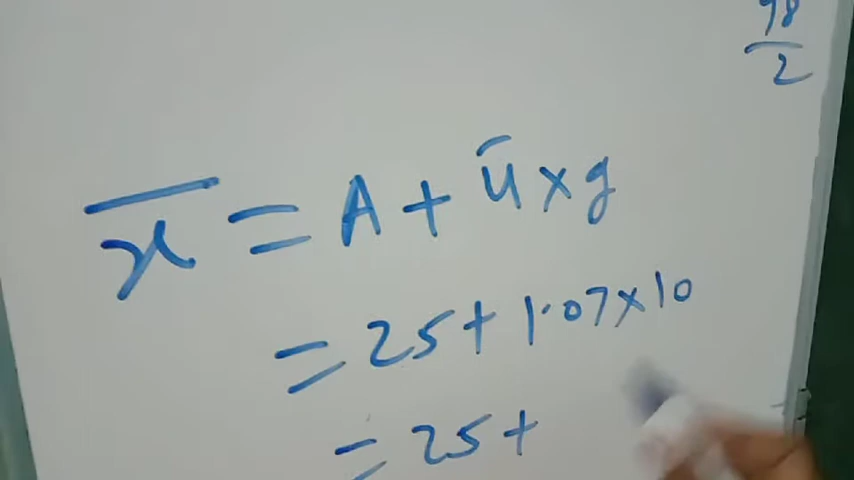 98
2
x̄ = A + ū × g
= 25 + 1.07 × 10
= 25 +